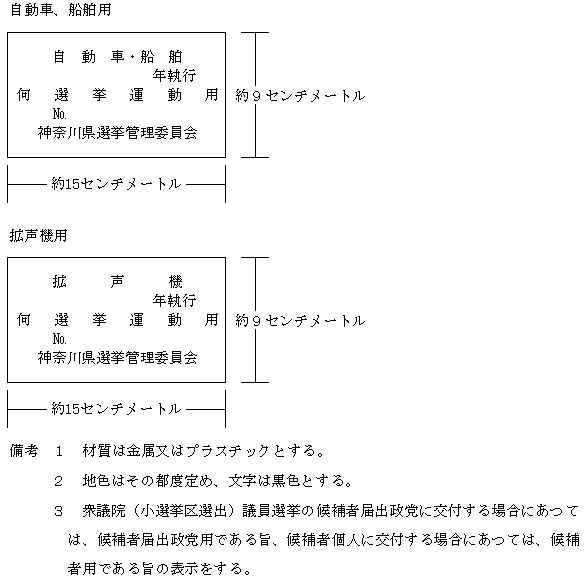 自動車、船舶用
自動車・船舶
年執行
何選挙運動用
№
神奈川県選挙管理委員会
約９センチメートル
約15センチメートル
拡声機用
拡声機
年執行
何選挙運動用
№
神奈川県選挙管理委員会
約９センチメートル
約15センチメートル
備考　１　材質は金属又はプラスチックとする。
２　地色はその都度定め、文字は黒色とする。
３　衆議院（小選挙区選出）議員選挙の候補者届出政党に交付する場合にあつて
は、候補者届出政党用である旨、候補者個人に交付する場合にあつては、候補
者用である旨の表示をする。